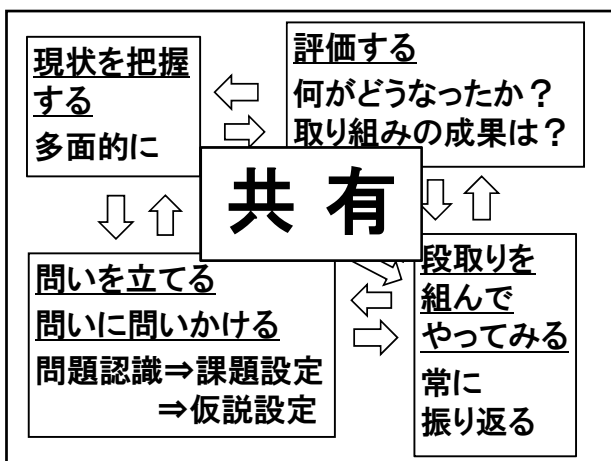 現状を把握
する
多面的に
評価する
何がどうなったか？
取り組みの成果は？
共 有
問いを立てる
問いに問いかける
問題認識⇒課題設定
⇒仮説設定
段取りを
組んで
やってみる
常に
振り返る